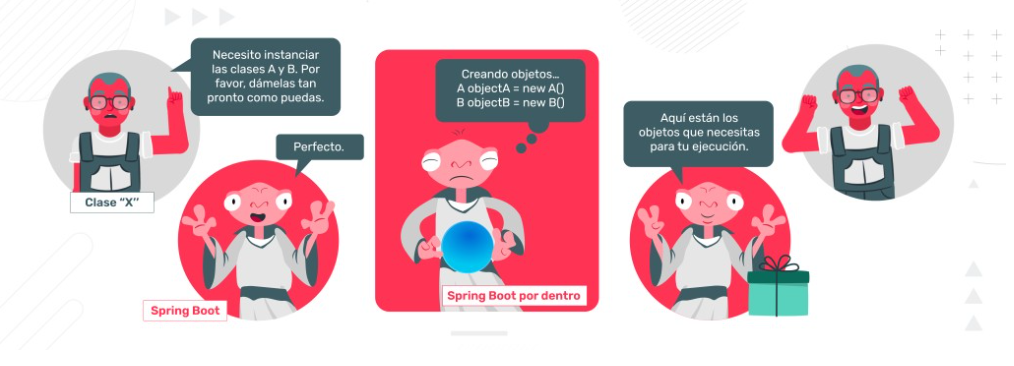 Necesito instanciar
las clases A y B. Por
favor, dámelas tan
pronto como puedas.
Clase “X”
Perfecto.
Spring Boot
Creando objetos...
A objectA = new A()
B objectB = new B()
Spring Boot por dentro
Aquí están los
objetos que necesitas
para tu ejecución.